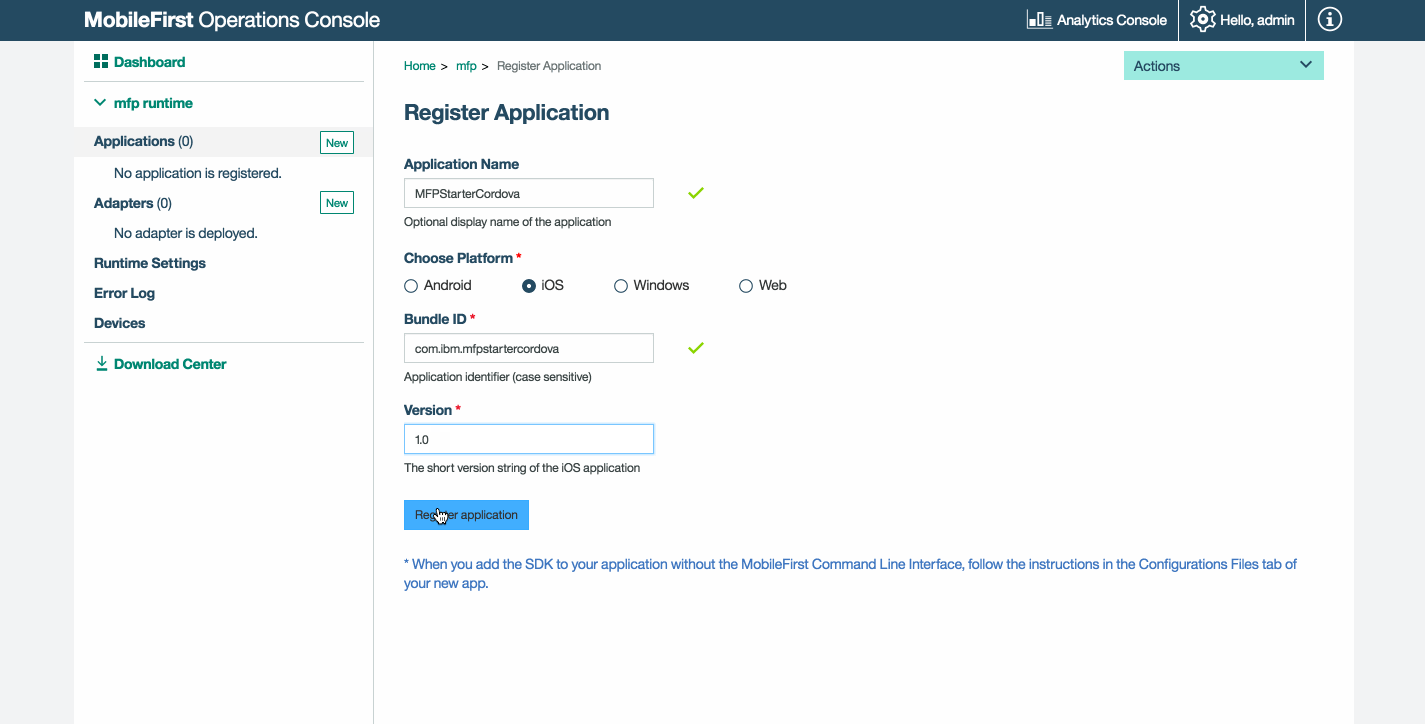 MobileFirst Operations Console
Analytics Console
Hello, admin
Dashboard
mfp runtime
Applications (0)
New
No application is registered.
Adapters (0)
New
No adapter is deployed.
Runtime Settings
Error Log
Devices
Download Center
Home > mfp > Register Application
Actions
Register Application
Application Name
MFPStarterCordova
Optional display name of the application
Choose Platform *
Android
iOS
Windows
Web
Bundle ID *
com.ibm.mfpstartercordova
Application identifier (case sensitive)
Version *
1.0
The short version string of the iOS application
Register application
* When you add the SDK to your application without the MobileFirst Command Line Interface, follow the instructions in the Configurations Files tab of
your new app.